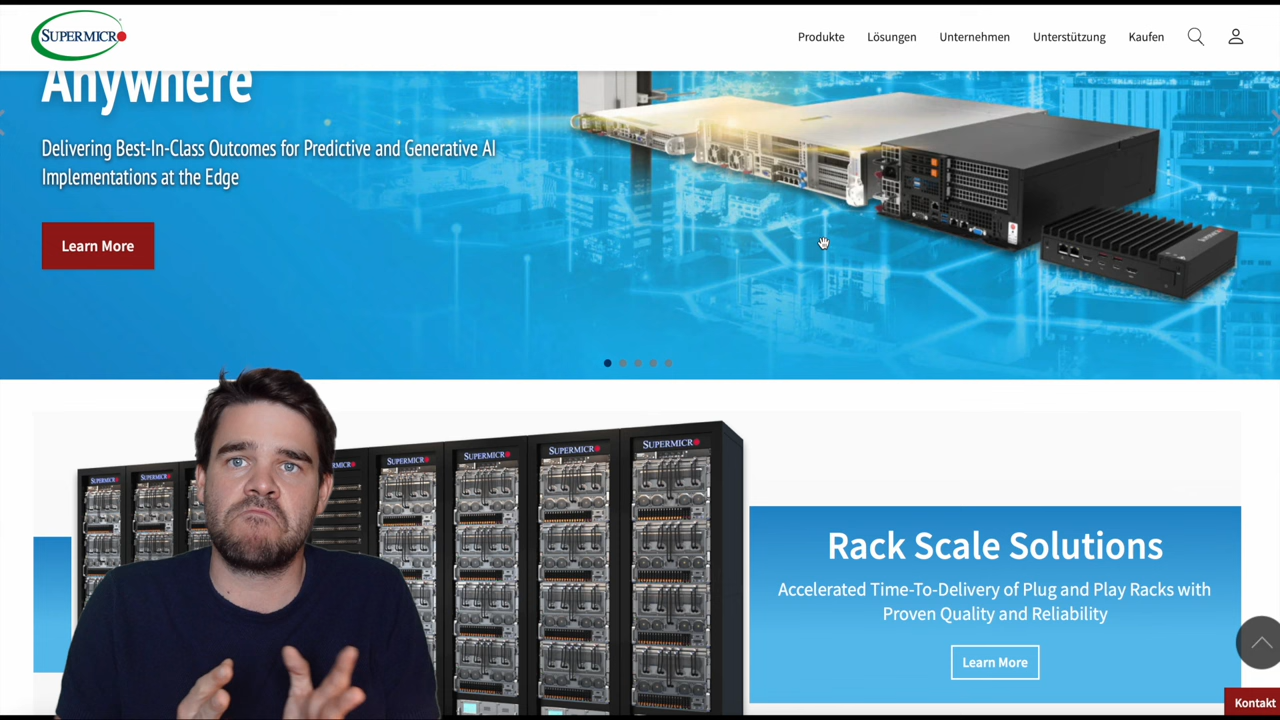 SUPERMICRO
Produkte
Lösungen
Unternehmen
Unterstützung
Kaufen
Anywhere
Delivering Best-In-Class Outcomes for Predictive and Generative AI
Implementations at the Edge
Learn More
SUPERMICRO
SUPERMICRO
SUPERMICRO
SUPERMICRO
SUPERMICRO
SUPERMICRO
Rack Scale Solutions
Accelerated Time-To-Delivery of Plug and Play Racks with
Proven Quality and Reliability
Learn More
Kontakt